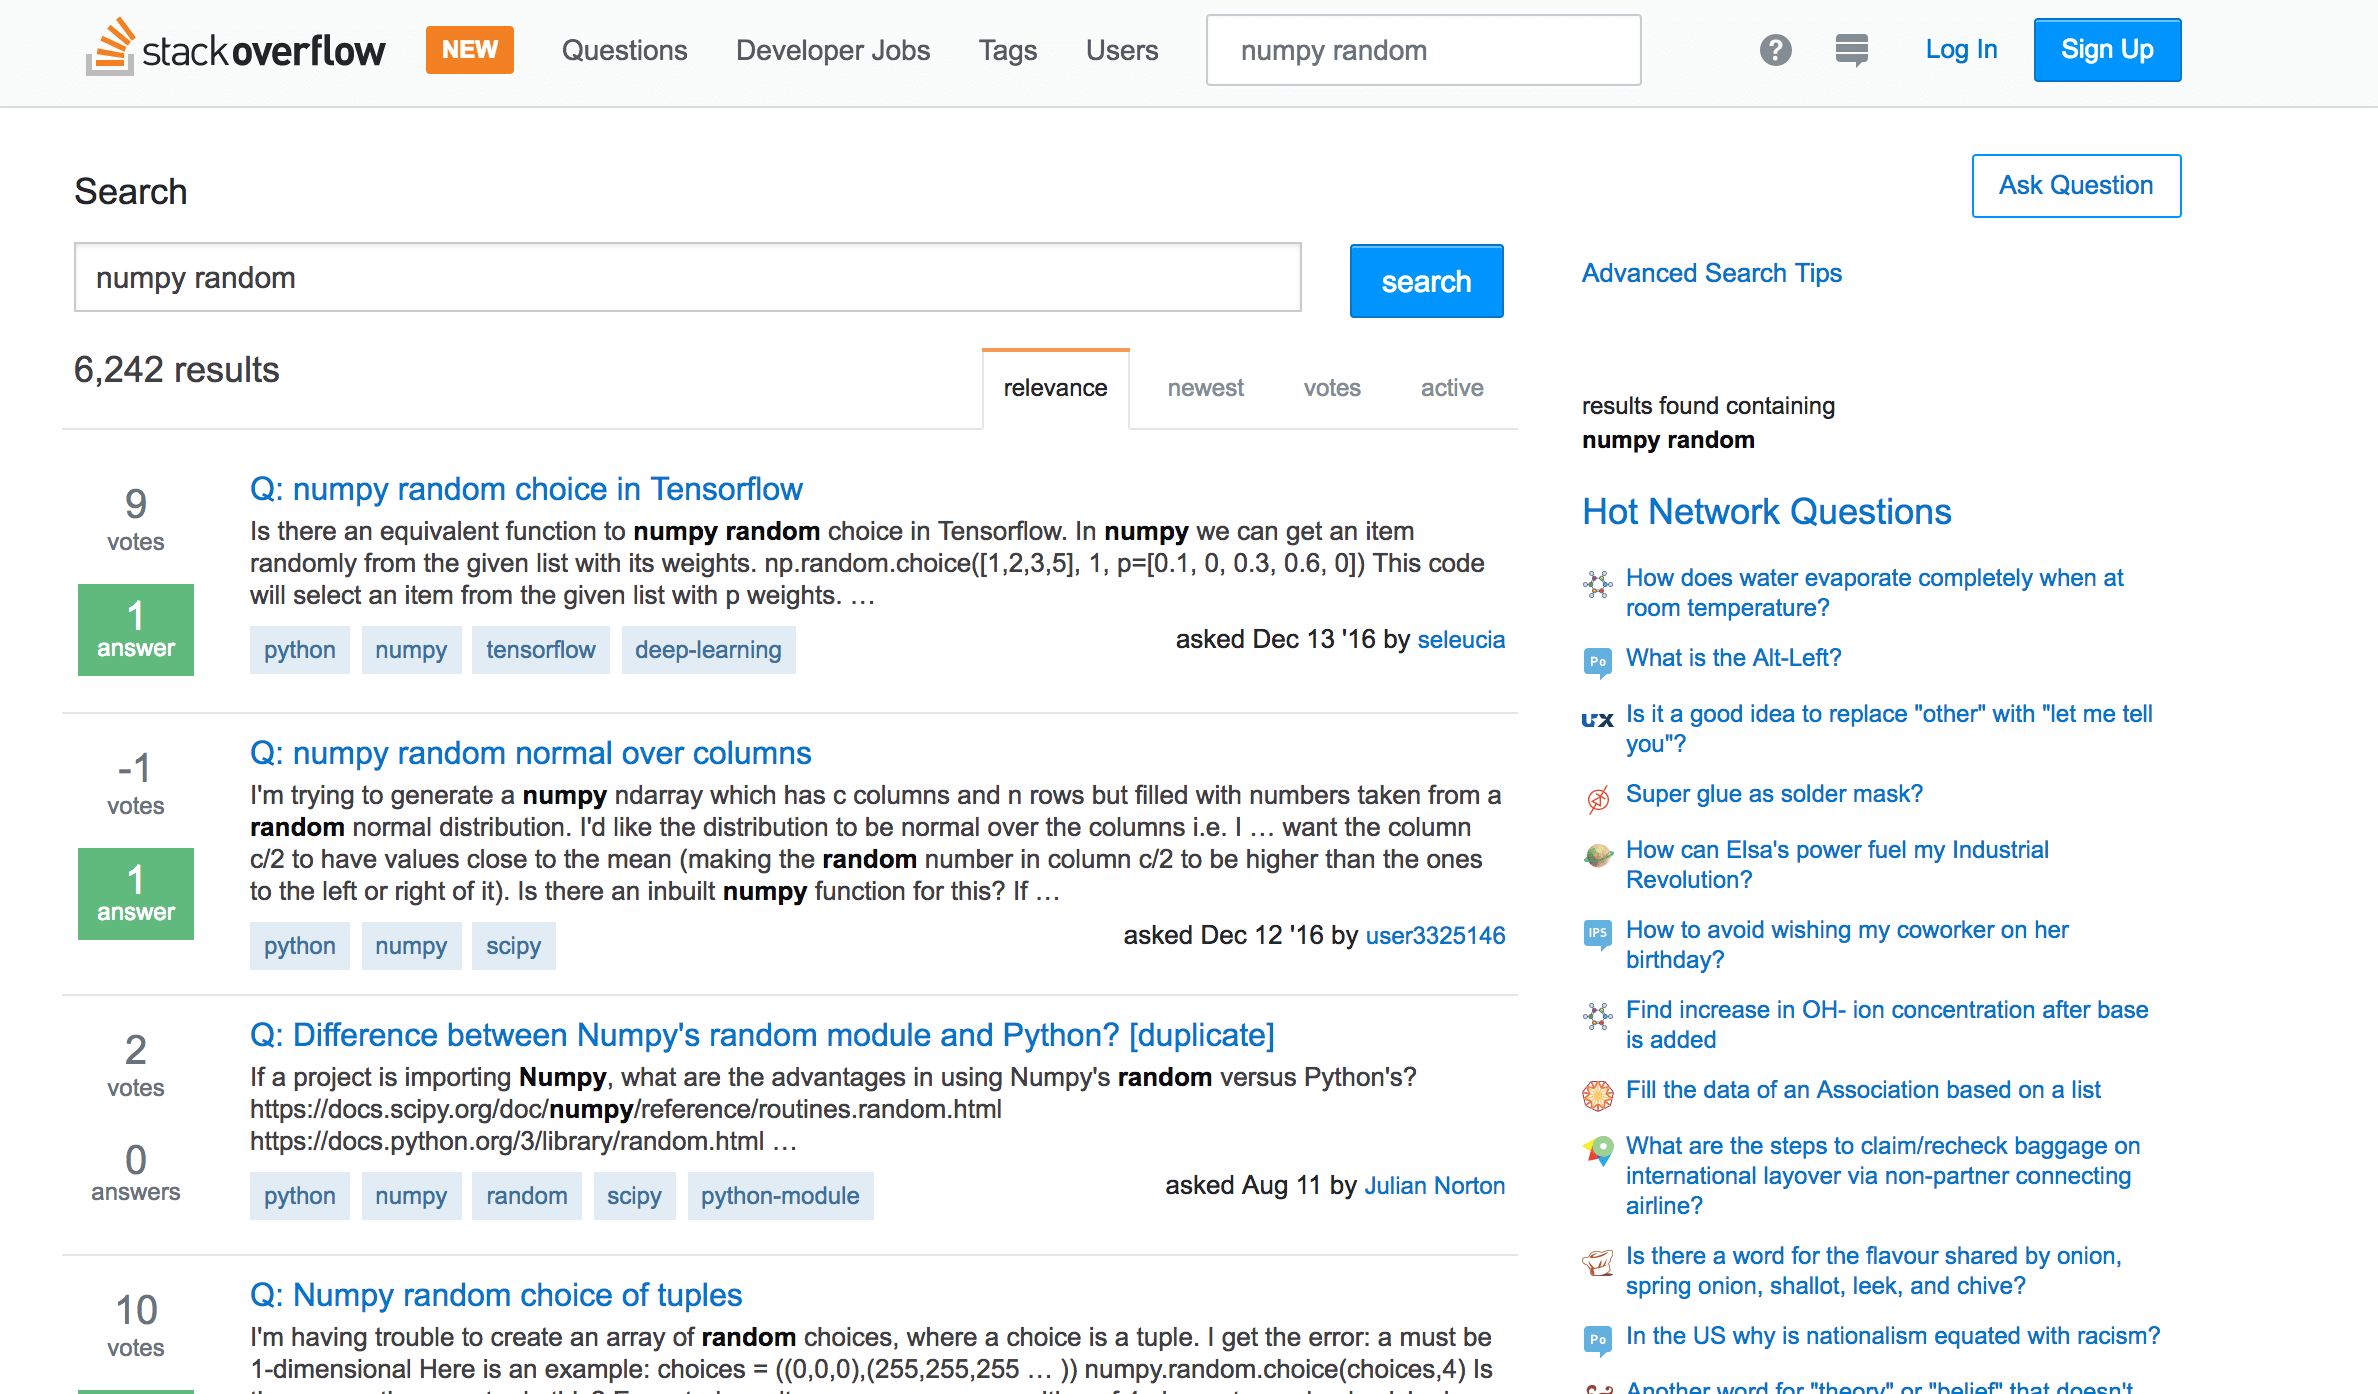 stackoverflow NEW Questions Developer Jobs Tags Users numpy random ? Log In Sign Up
Search
Ask Question
numpy random
search
Advanced Search Tips
6,242 results
relevance newest votes active
9
votes
1
answer
Q: numpy random choice in Tensorflow
Is there an equivalent function to numpy random choice in Tensorflow. In numpy we can get an item
randomly from the given list with its weights. np.random.choice([1,2,3,5], 1, p=[0.1, 0, 0.3, 0.6, 0]) This code
will select an item from the given list with p weights. …
python numpy tensorflow deep-learning
asked Dec 13 '16 by seleucia
-1
votes
1
answer
Q: numpy random normal over columns
I'm trying to generate a numpy ndarray which has c columns and n rows but filled with numbers taken from a
random normal distribution. I'd like the distribution to be normal over the columns i.e. I … want the column
c/2 to have values close to the mean (making the random number in column c/2 to be higher than the ones
to the left or right of it). Is there an inbuilt numpy function for this? If …
python numpy scipy
asked Dec 12 '16 by user3325146
2
votes
0
answers
Q: Difference between Numpy's random module and Python? [duplicate]
If a project is importing Numpy, what are the advantages in using Numpy's random versus Python's?
https://docs.scipy.org/doc/numpy/reference/routines.random.html
https://docs.python.org/3/library/random.html …
python numpy random scipy python-module
asked Aug 11 by Julian Norton
10
votes
Q: Numpy random choice of tuples
I'm having trouble to create an array of random choices, where a choice is a tuple. I get the error: a must be
1-dimensional Here is an example: choices = ((0,0,0),(255,255,255 … )) numpy.random.choice(choices,4) Is
results found containing
numpy random
Hot Network Questions
How does water evaporate completely when at
room temperature?
Po
What is the Alt-Left?
UX
Is it a good idea to replace "other" with "let me tell
you"?
Super glue as solder mask?
How can Elsa's power fuel my Industrial
Revolution?
IPS
How to avoid wishing my coworker on her
birthday?
Find increase in OH- ion concentration after base
is added
Fill the data of an Association based on a list
What are the steps to claim/recheck baggage on
international layover via non-partner connecting
airline?
Is there a word for the flavour shared by onion,
spring onion, shallot, leek, and chive?
Po
In the US why is nationalism equated with racism?
Another word for "theory" or "belief" that doesn't